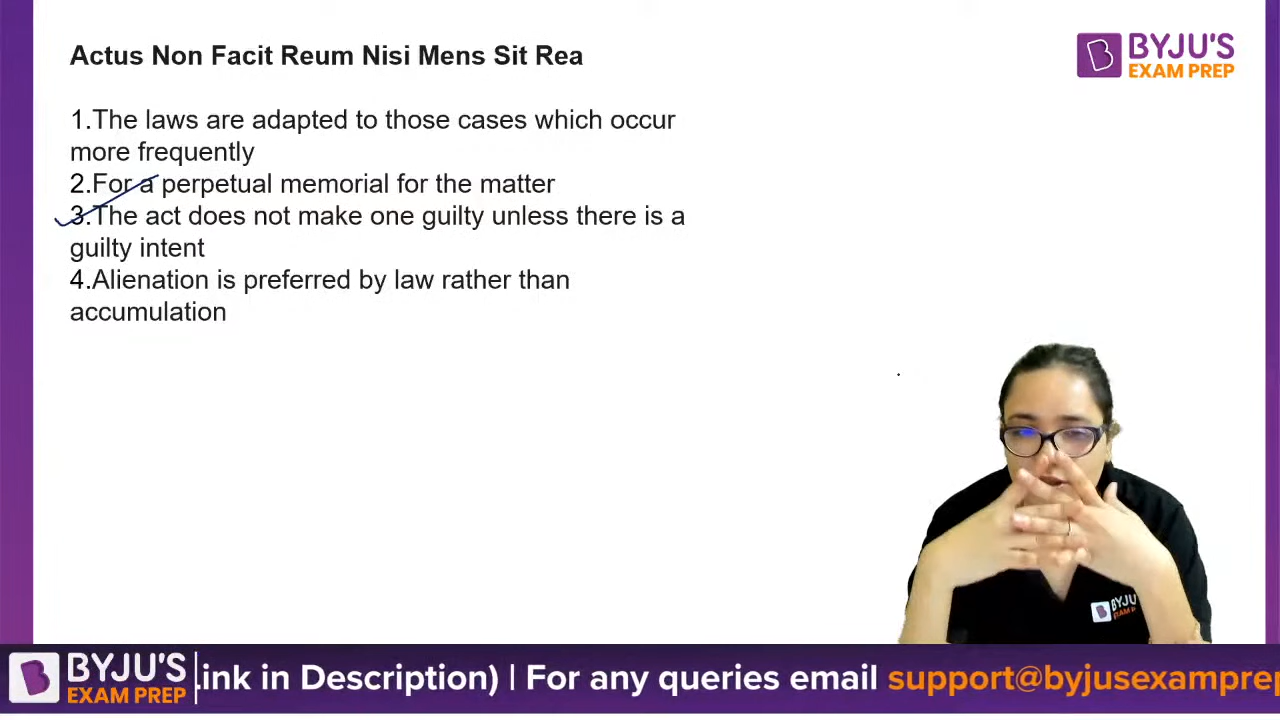 Actus Non Facit Reum Nisi Mens Sit Rea
BYJU'S
EXAM PREP
1.The laws are adapted to those cases which occur
more frequently
2.For a perpetual memorial for the matter
3.The act does not make one guilty unless there is a
guilty intent
4.Alienation is preferred by law rather than
accumulation
BYJU
EXAM P
BYJU'S
EXAM PREP
ink in Description) | For any queries email support@byjusexamprep